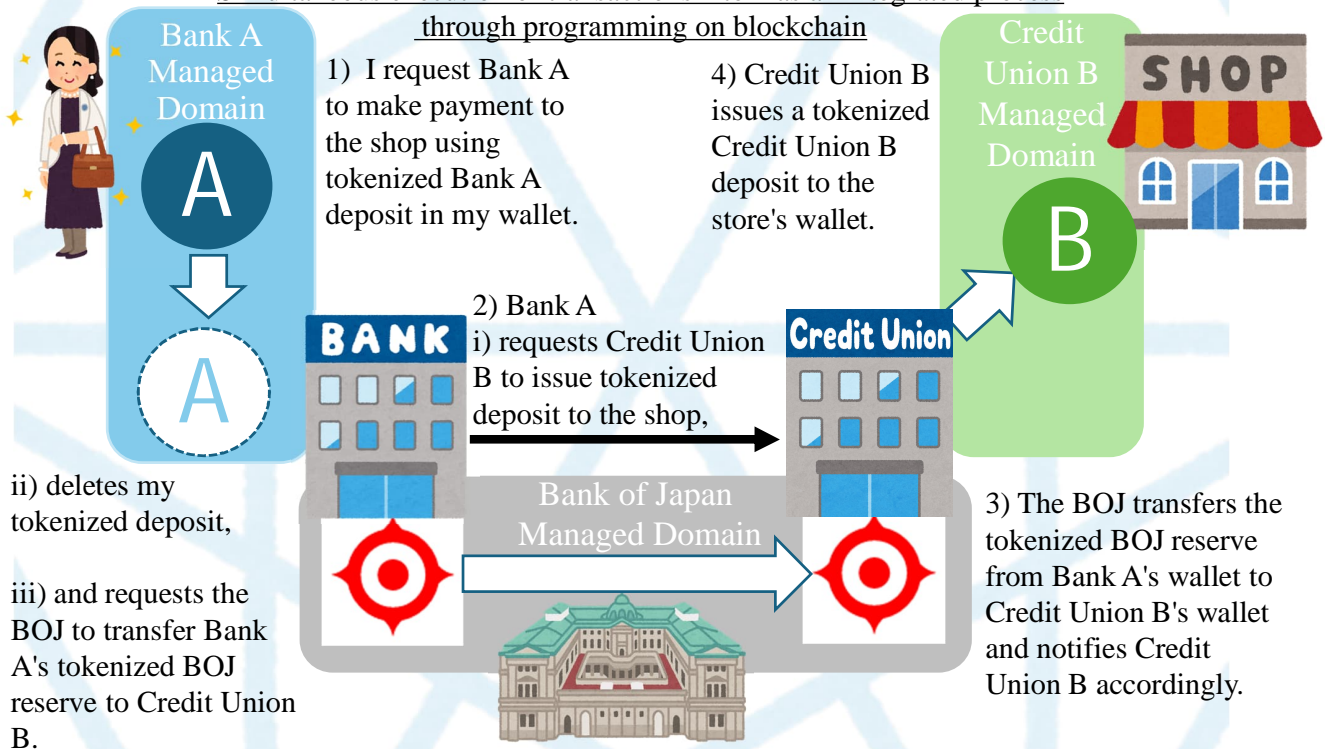 through programming on blockchain
Bank A
Managed
Domain
A
A
1) I request Bank A
to make payment to
the shop using
tokenized Bank A
deposit in my wallet.
4) Credit Union B
issues a tokenized
Credit Union B
deposit to the
store's wallet.
Credit
Union B
Managed
Domain
B
SHOP
2) Bank A
i) requests Credit Union
B to issue tokenized
deposit to the shop,
BANK
Credit Union
ii) deletes my
tokenized deposit,
iii) and requests the
BOJ to transfer Bank
A's tokenized BOJ
reserve to Credit Union
B.
Bank of Japan
Managed Domain
3) The BOJ transfers the
tokenized BOJ reserve
from Bank A's wallet to
Credit Union B's wallet
and notifies Credit
Union B accordingly.